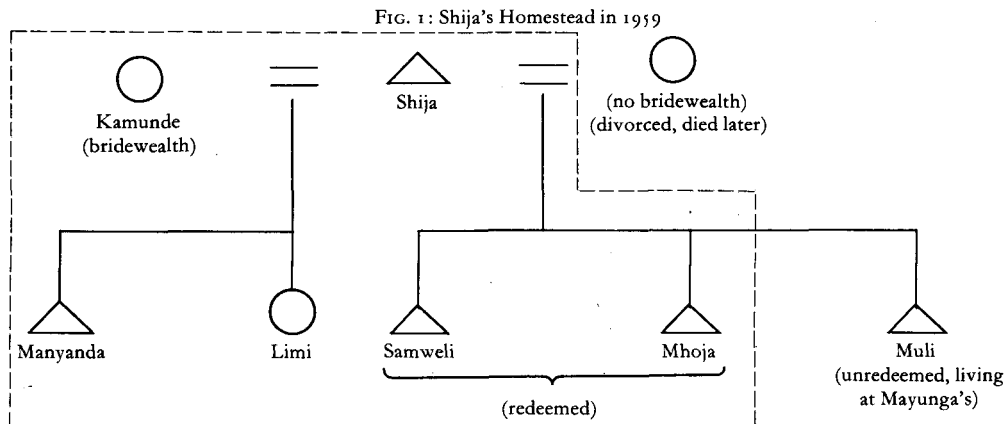 FIG. 1: Shija's Homestead in 1959
Kamunde
(bridewealth)
Shija
(no bridewealth)
(divorced, died later)
Manyanda
Limi
Samweli
Mhoja
Muli
(unredeemed, living
at Mayunga's)
(redeemed)